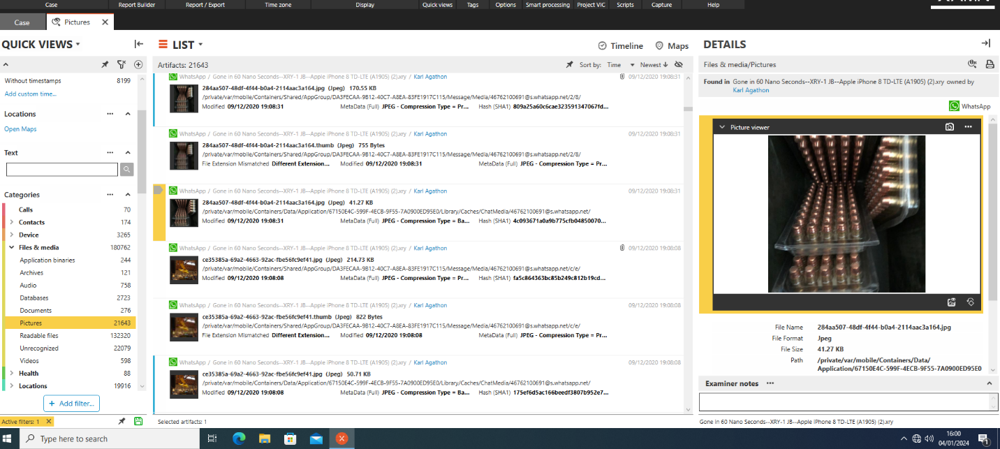 Case Report Builder Report / Export Time zone Display Quick views Tags Options Smart processing Project VIC Scripts Capture Help
Case Pictures
QUICK VIEWS
Without timestamps 8199
Add custom time...
Locations
Open Maps
Text
Categories
Calls 70
Contacts 174
Device 3265
Files & media 180762
Application binaries 244
Archives 121
Audio 758
Databases 2723
Documents 276
Pictures 21643
Readable files 132320
Unrecognized 22079
Videos 598
Health 88
Locations 19916
+ Add filter...
Active filters: 1
LIST
Timeline Maps
Artifacts: 21643 Sort by: Time Newest
WhatsApp / Gone in 60 Nano Seconds--XRY-1 JB--Apple iPhone 8 TD-LTE (A1905) (2).xry / Karl Agathon 09/12/2020 19:08:31
284aa507-48df-4f44-b0a4-2114aac3a164.jpg (Jpeg) 170.55 KB
/private/var/mobile/Containers/Shared/AppGroup/DA3FECAA-9B12-40C7-A8EA-83FE1917C115/Message/Media/46762100691@s.whatsapp.net/2/8/
Modified 09/12/2020 19:08:31 MetaData (Full) JPEG - Compression Type = Pr... Hash (SHA1) 809a25a60c6cae323591347067fd...
WhatsApp / Gone in 60 Nano Seconds--XRY-1 JB--Apple iPhone 8 TD-LTE (A1905) (2).xry / Karl Agathon 09/12/2020 19:08:31
284aa507-48df-4f44-b0a4-2114aac3a164.thumb (Jpeg) 755 Bytes
/private/var/mobile/Containers/Shared/AppGroup/DA3FECAA-9B12-40C7-A8EA-83FE1917C115/Message/Media/46762100691@s.whatsapp.net/2/8/
File Extension Mismatched Different Extension... Modified 09/12/2020 19:08:31 MetaData (Full) JPEG - Compression Type = Pr...
WhatsApp / Gone in 60 Nano Seconds--XRY-1 JB--Apple iPhone 8 TD-LTE (A1905) (2).xry / Karl Agathon 09/12/2020 19:08:31
284aa507-48df-4f44-b0a4-2114aac3a164.jpg (Jpeg) 41.27 KB
/private/var/mobile/Containers/Data/Application/67150E4C-599F-4ECB-9F55-7A0900ED95E0/Library/Caches/ChatMedia/46762100691@s.whatsapp.net/
Modified 09/12/2020 19:08:31 MetaData (Full) JPEG - Compression Type = Ba... Hash (SHA1) 4c093671a0a9b775cfb04850070...
WhatsApp / Gone in 60 Nano Seconds--XRY-1 JB--Apple iPhone 8 TD-LTE (A1905) (2).xry / Karl Agathon 09/12/2020 19:08:08
ce35385a-69a2-4663-92ac-fbe56fc9ef41.jpg (Jpeg) 214.73 KB
/private/var/mobile/Containers/Shared/AppGroup/DA3FECAA-9B12-40C7-A8EA-83FE1917C115/Message/Media/46762100691@s.whatsapp.net/c/e/
Modified 09/12/2020 19:08:08 MetaData (Full) JPEG - Compression Type = Pr... Hash (SHA1) fa5c864363bc85b249c812b19cd...
WhatsApp / Gone in 60 Nano Seconds--XRY-1 JB--Apple iPhone 8 TD-LTE (A1905) (2).xry / Karl Agathon 09/12/2020 19:08:08
ce35385a-69a2-4663-92ac-fbe56fc9ef41.thumb (Jpeg) 822 Bytes
/private/var/mobile/Containers/Shared/AppGroup/DA3FECAA-9B12-40C7-A8EA-83FE1917C115/Message/Media/46762100691@s.whatsapp.net/c/e/
File Extension Mismatched Different Extension... Modified 09/12/2020 19:08:08 MetaData (Full) JPEG - Compression Type = Pr...
WhatsApp / Gone in 60 Nano Seconds--XRY-1 JB--Apple iPhone 8 TD-LTE (A1905) (2).xry / Karl Agathon 09/12/2020 19:08:08
ce35385a-69a2-4663-92ac-fbe56fc9ef41.jpg (Jpeg) 50.71 KB
/private/var/mobile/Containers/Data/Application/67150E4C-599F-4ECB-9F55-7A0900ED95E0/Library/Caches/ChatMedia/46762100691@s.whatsapp.net/
Modified 09/12/2020 19:08:08 MetaData (Full) JPEG - Compression Type = Ba... Hash (SHA1) 175ef6d5ac166beedf3807b952e7...
Selected artifacts: 1
DETAILS
Files & media/Pictures
Found in Gone in 60 Nano Seconds--XRY-1 JB--Apple iPhone 8 TD-LTE (A1905) (2).xry owned by
Karl Agathon
WhatsApp
Picture viewer
File Name 284aa507-48df-4f44-b0a4-2114aac3a164.jpg
File Format Jpeg
File Size 41.27 KB
Path /private/var/mobile/Containers/Data/
Application/67150E4C-599F-4ECB-9F55-7A0900ED95E0
Examiner notes
Gone in 60 Nano Seconds--XRY-1 JB--Apple iPhone 8 TD-LTE (A1905) (2).xry
Type here to search
16:00
04/01/2024
1